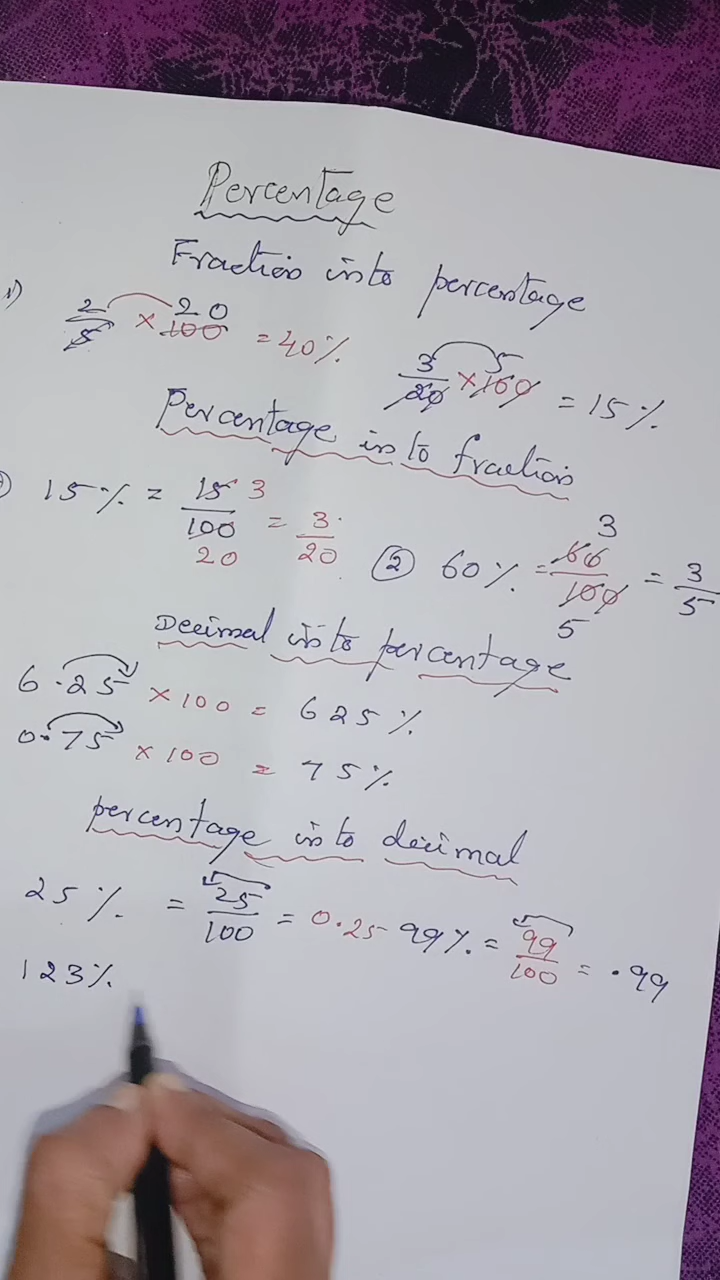 Percentage
Fraction into percentage
1) 2/5 × 100 20 = 40%
3/20 × 100 5 = 15%
Percentage into fraction
15% = 15 3/100 20 = 3/20
② 60% = 60 3/100 5 = 3/5
Decimal into percentage
6.25 × 100 = 625%
0.75 × 100 = 75%
percentage into decimal
25% = 25/100 = 0.25
99% = 99/100 = .99
123%